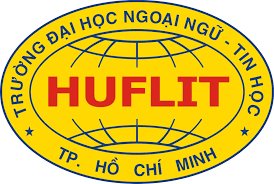 TRƯỜNG ĐẠI HỌC NGOẠI NGỮ - TIN HỌC
HUFLIT
TP. HỒ CHÍ MINH